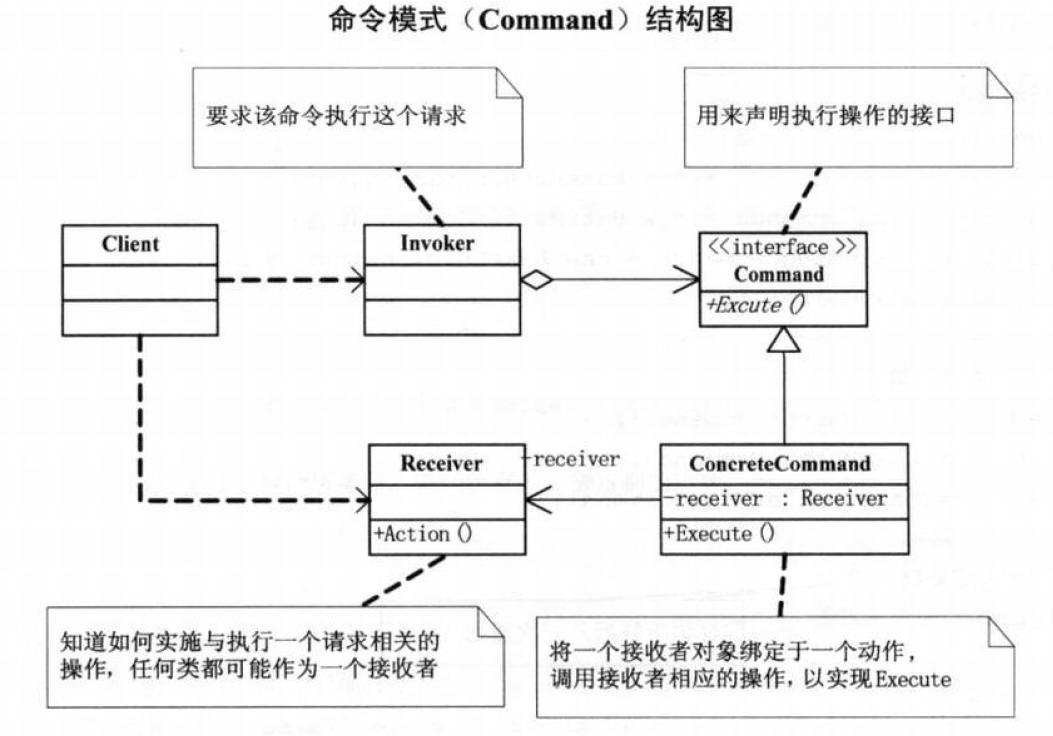 命令模式（Command）结构图
要求该命令执行这个请求
用来声明执行操作的接口
Client
Invoker
<<interface >>
Command
+Excute ()
Receiver
-receiver
ConcreteCommand
-receiver : Receiver
+Action ()
+Execute ()
知道如何实施与执行一个请求相关的
操作，任何类都可能作为一个接收者
将一个接收者对象绑定于一个动作，
调用接收者相应的操作，以实现Execute